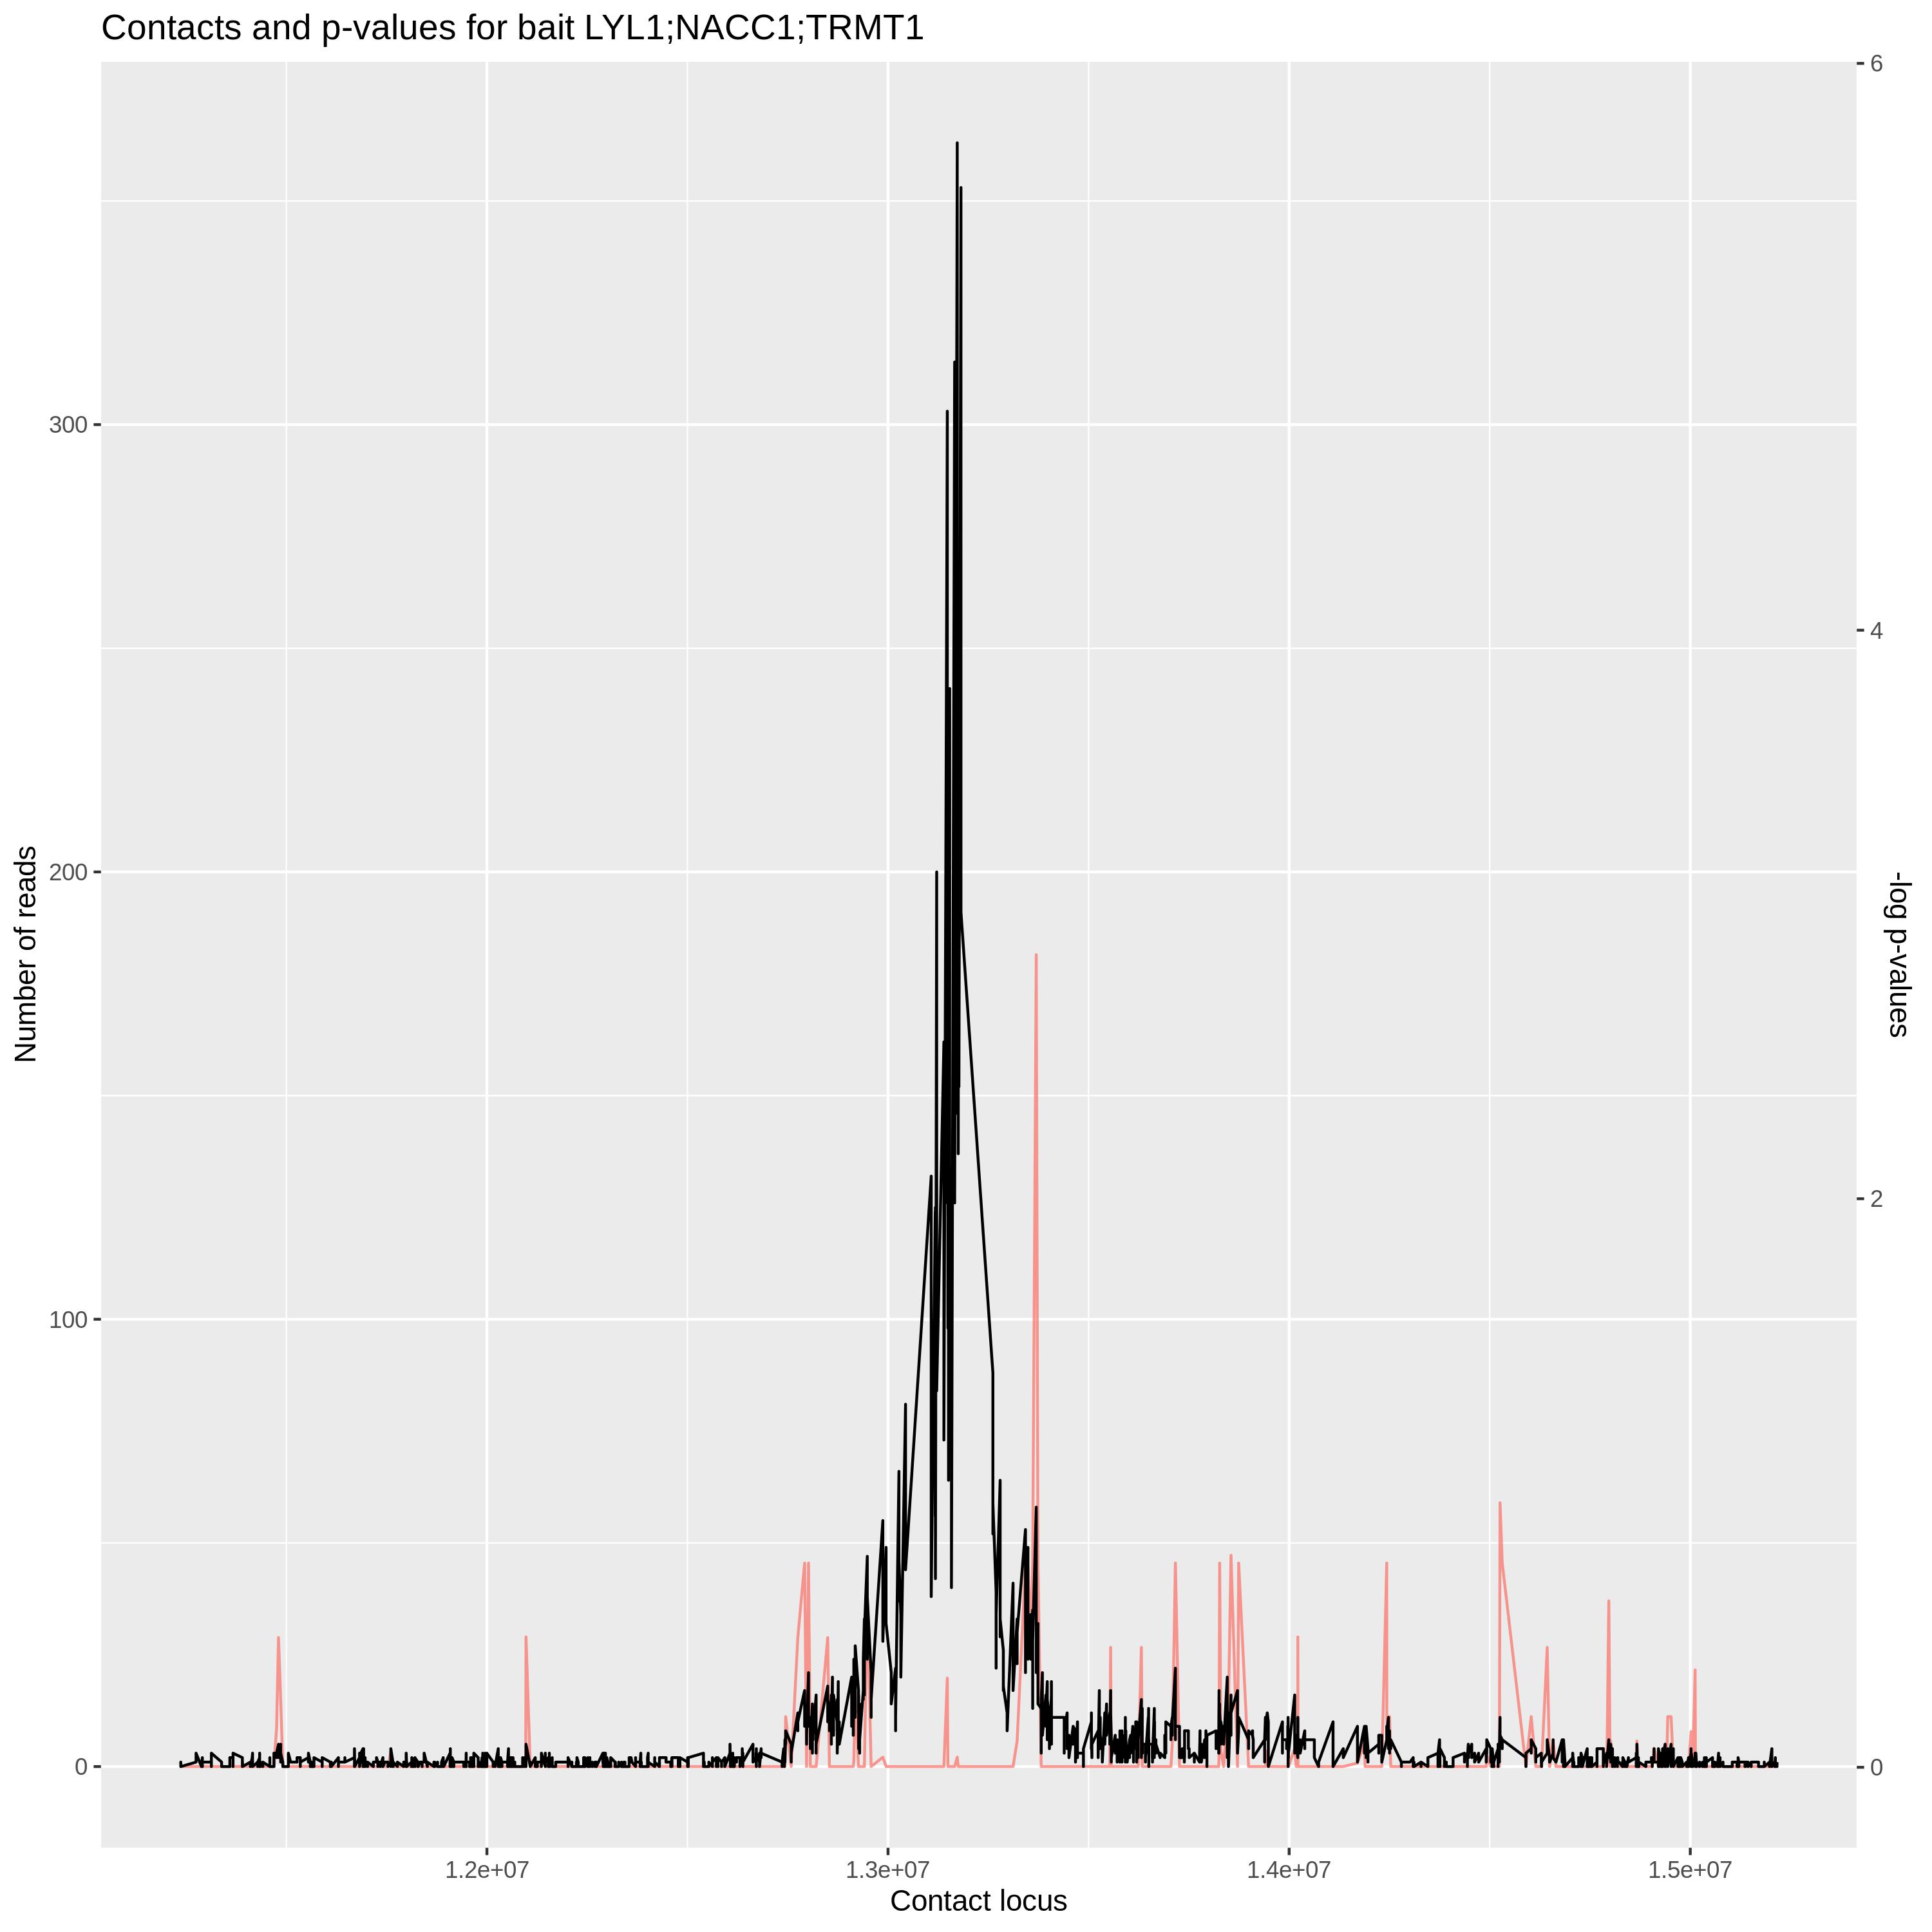 Contacts and p-values for bait LYL1;NACC1;TRMT1
6
4
2
0
-log p-values
300
200
100
0
Number of reads
1.2e+07
1.3e+07
1.4e+07
1.5e+07
Contact locus